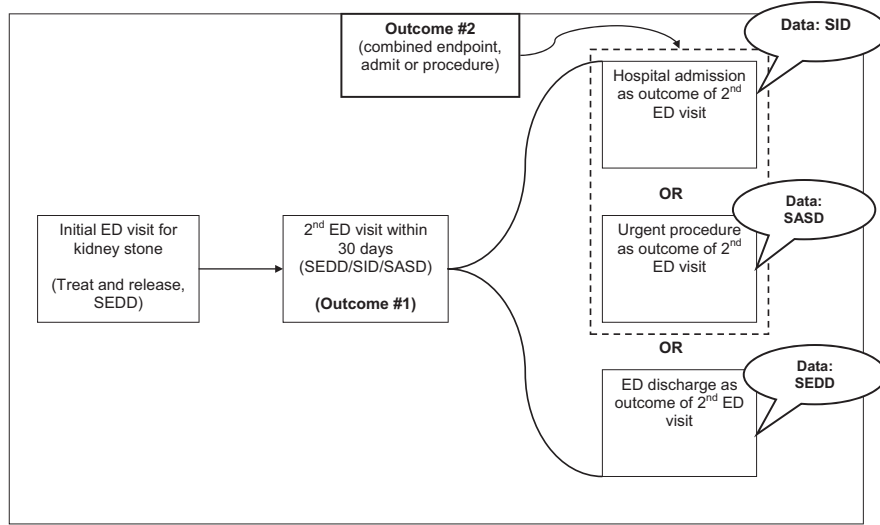 Outcome #2
(combined endpoint,
admit or procedure)
Data: SID
Hospital admission
as outcome of 2nd
ED visit
OR
Initial ED visit for
kidney stone
(Treat and release,
SEDD)
2nd ED visit within
30 days
(SEDD/SID/SASD)
(Outcome #1)
Urgent procedure
as outcome of 2nd
ED visit
Data:
SASD
OR
ED discharge as
outcome of 2nd ED
visit
Data:
SEDD